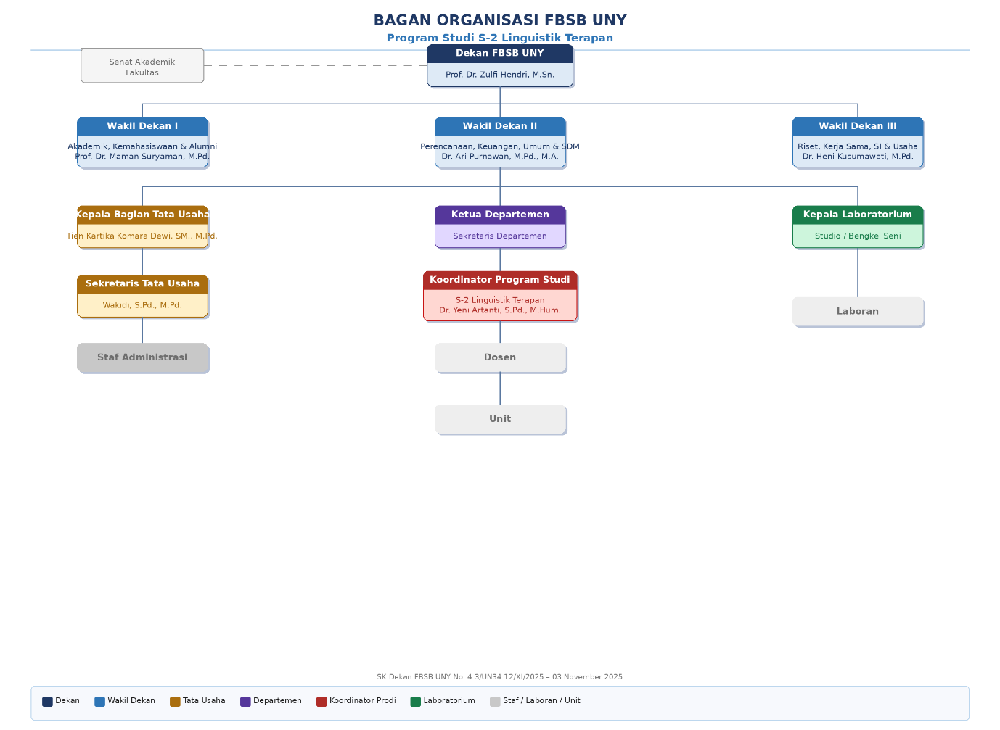 BAGAN ORGANISASI FBSB UNY
Program Studi S-2 Linguistik Terapan
Senat Akademik
Fakultas
Dekan FBSB UNY
Prof. Dr. Zulfi Hendri, M.Sn.
Wakil Dekan I
Akademik, Kemahasiswaan & Alumni
Prof. Dr. Maman Suryaman, M.Pd.
Wakil Dekan II
Perencanaan, Keuangan, Umum & SDM
Dr. Ari Purnawan, M.Pd., M.A.
Wakil Dekan III
Riset, Kerja Sama, SI & Usaha
Dr. Heni Kusumawati, M.Pd.
Kepala Bagian Tata Usaha
Tien Kartika Komara Dewi, SM., M.Pd.
Ketua Departemen
Sekretaris Departemen
Kepala Laboratorium
Studio / Bengkel Seni
Sekretaris Tata Usaha
Wakidi, S.Pd., M.Pd.
Koordinator Program Studi
S-2 Linguistik Terapan
Dr. Yeni Artanti, S.Pd., M.Hum.
Laboran
Staf Administrasi
Dosen
Unit
SK Dekan FBSB UNY No. 4.3/UN34.12/XI/2025 – 03 November 2025
Dekan
Wakil Dekan
Tata Usaha
Departemen
Koordinator Prodi
Laboratorium
Staf / Laboran / Unit